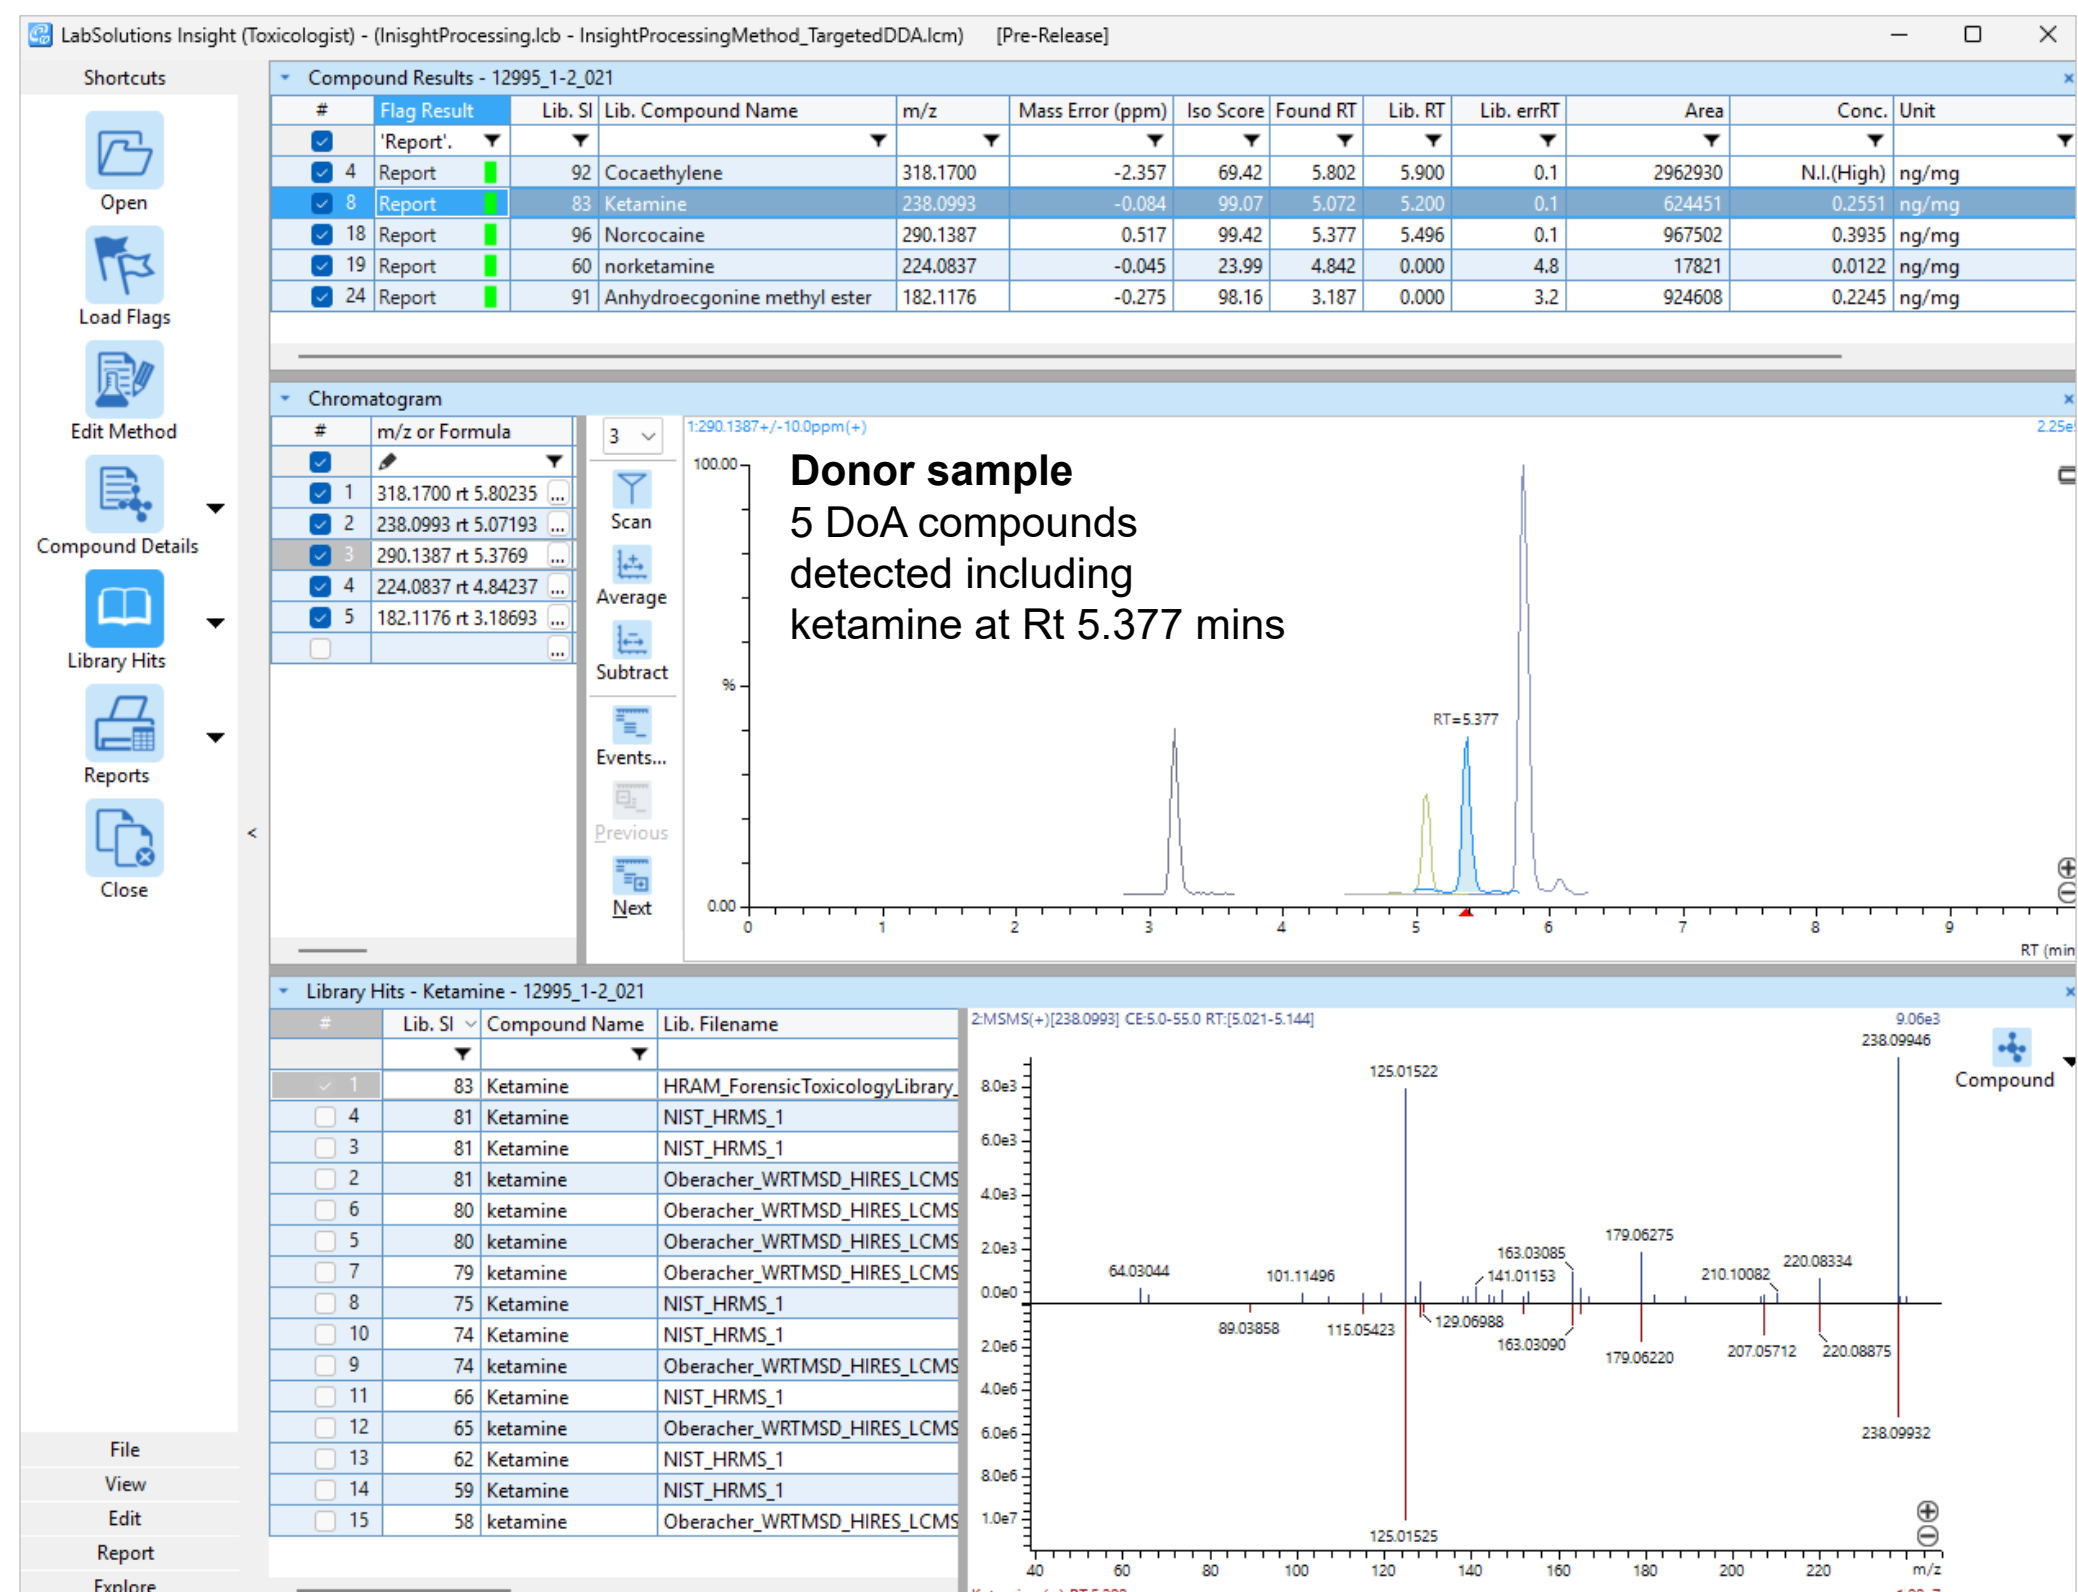 LabSolutions Insight (Toxicologist) - (InisghtProcessing.lcb - InsightProcessingMethod_TargetedDDA.lcm) [Pre-Release]
Shortcuts
Open
Load Flags
Edit Method
Compound Details
Library Hits
Reports
Close
File
View
Edit
Report
Explore
<
Compound Results - 12995_1-2_021
# Flag Result Lib. SI Lib. Compound Name m/z Mass Error (ppm) Iso Score Found RT Lib. RT Lib. errRT Area Conc. Unit
'Report'.
4 Report 92 Cocaethylene 318.1700 -2.357 69.42 5.802 5.900 0.1 2962930 N.I.(High) ng/mg
8 Report 83 Ketamine 238.0993 -0.084 99.07 5.072 5.200 0.1 624451 0.2551 ng/mg
18 Report 96 Norcocaine 290.1387 0.517 99.42 5.377 5.496 0.1 967502 0.3935 ng/mg
19 Report 60 norketamine 224.0837 -0.045 23.99 4.842 0.000 4.8 17821 0.0122 ng/mg
24 Report 91 Anhydroecgonine methyl ester 182.1176 -0.275 98.16 3.187 0.000 3.2 924608 0.2245 ng/mg
Chromatogram
# m/z or Formula
1 318.1700 rt 5.80235 ...
2 238.0993 rt 5.07193 ...
3 290.1387 rt 5.3769 ...
4 224.0837 rt 4.84237 ...
5 182.1176 rt 3.18693 ...
...
3
Scan
Average
Subtract
Events...
Previous
Next
1:290.1387+/-10.0ppm(+) 2.25e
100.00
%
0.00
Donor sample
5 DoA compounds
detected including
ketamine at Rt 5.377 mins
RT=5.377
0 1 2 3 4 5 6 7 8 9
RT (min
Library Hits - Ketamine - 12995_1-2_021
# Lib. SI Compound Name Lib. Filename
1 83 Ketamine HRAM_ForensicToxicologyLibrary_
4 81 Ketamine NIST_HRMS_1
3 81 Ketamine NIST_HRMS_1
2 81 ketamine Oberacher_WRTMSD_HIRES_LCMS
6 80 ketamine Oberacher_WRTMSD_HIRES_LCMS
5 80 ketamine Oberacher_WRTMSD_HIRES_LCMS
7 79 ketamine Oberacher_WRTMSD_HIRES_LCMS
8 75 Ketamine NIST_HRMS_1
10 74 Ketamine NIST_HRMS_1
9 74 ketamine Oberacher_WRTMSD_HIRES_LCMS
11 66 Ketamine NIST_HRMS_1
12 65 ketamine Oberacher_WRTMSD_HIRES_LCMS
13 62 Ketamine NIST_HRMS_1
14 59 Ketamine NIST_HRMS_1
15 58 ketamine Oberacher_WRTMSD_HIRES_LCMS
2:MSMS(+)[238.0993] CE:5.0-55.0 RT:[5.021-5.144] 9.06e3
238.09946
Compound
125.01522
8.0e3
6.0e3
4.0e3
2.0e3
0.0e0
179.06275
163.03085
220.08334
64.03044
101.11496
141.01153
210.10082
89.03858
115.05423
129.06988
163.03090
179.06220
207.05712
220.08875
2.0e6
4.0e6
6.0e6
8.0e6
1.0e7
238.09932
125.01525
40 60 80 100 120 140 160 180 200 220 m/z